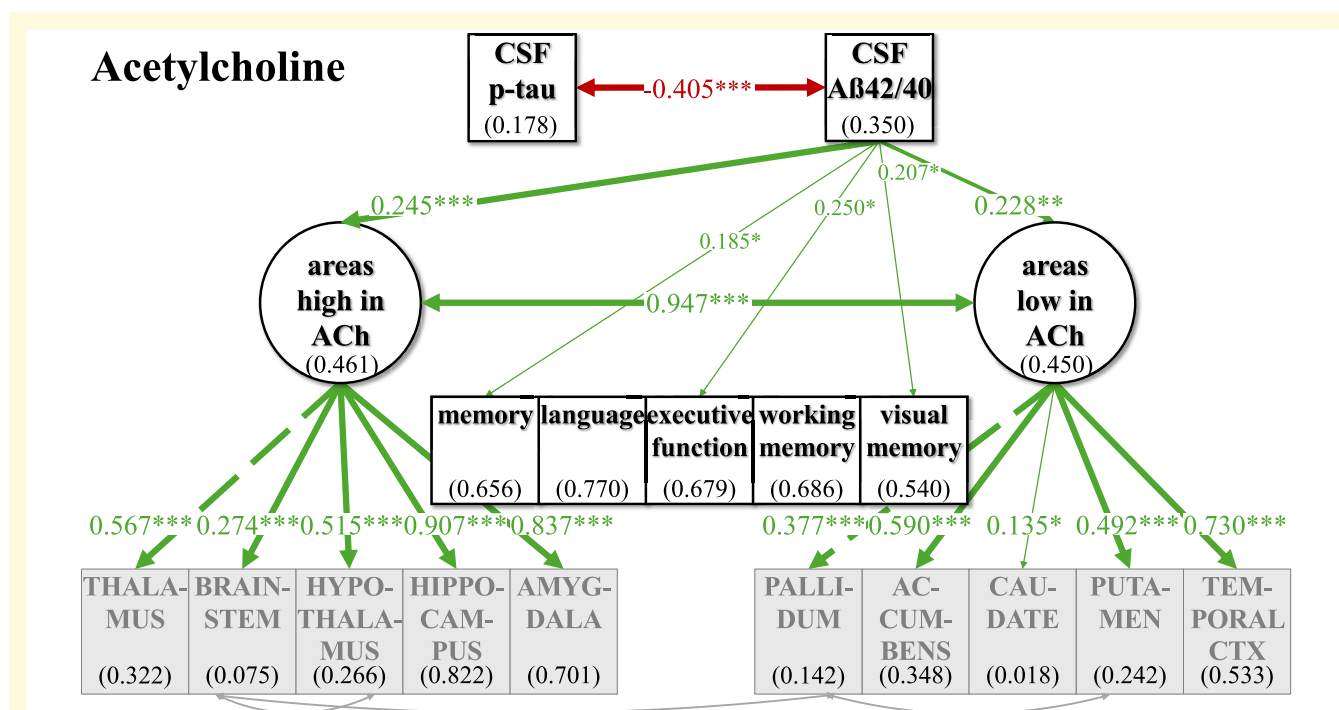 Acetylcholine
CSF
p-tau
(0.178)
-0.405***
CSF
Aß42/40
(0.350)
0.245***
0.185*
0.250*
0.207*
0.228**
areas
high in
ACh
(0.461)
0.947***
areas
low in
ACh
(0.450)
memory
(0.656)
language
(0.770)
executive
function
(0.679)
working
memory
(0.686)
visual
memory
(0.540)
0.567***
0.274***
0.515***
0.907***
0.837***
0.377***
0.590***
0.135*
0.492***
0.730***
THALA-
MUS
(0.322)
BRAIN-
STEM
(0.075)
HYPO-
THALA-
MUS
(0.266)
HIPPO-
CAM-
PUS
(0.822)
AMYG-
DALA
(0.701)
PALLI-
DUM
(0.142)
AC-
CUM-
BENS
(0.348)
CAU-
DATE
(0.018)
PUTA-
MEN
(0.242)
TEM-
PORAL
CTX
(0.533)